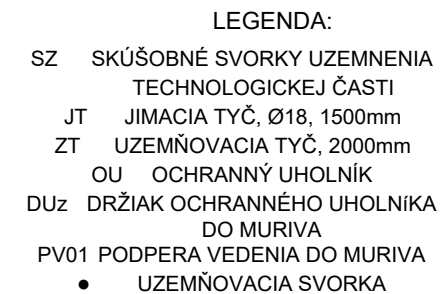 LEGENDA:
SZ SKÚŠOBNÉ SVORKY UZEMNENIA
TECHNOLOGICKEJ ČASTI
JT JIMACIA TYČ, Ø18, 1500mm
ZT UZEMŇOVACIA TYČ, 2000mm
OU OCHRANNÝ UHOLNÍK
DUz DRŽIAK OCHRANNÉHO UHOLNíKA
DO MURIVA
PV01 PODPERA VEDENIA DO MURIVA
● UZEMŇOVACIA SVORKA